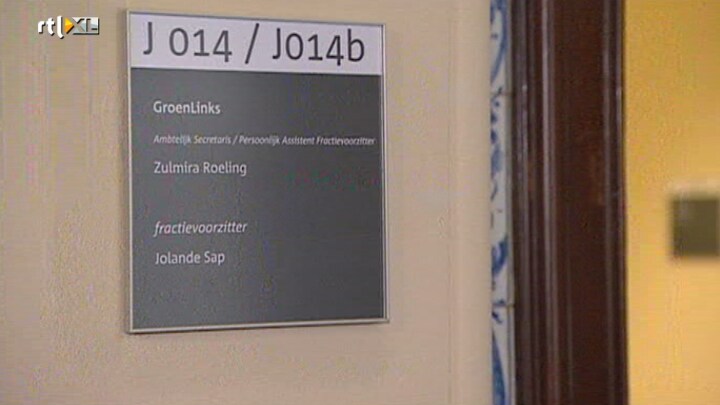 rtl XL
J 014 / J014b
GroenLinks
Ambtelijk Secretaris / Persoonlijk Assistent Fractievoorzitter
Zulmira Roeling
fractievoorzitter
Jolande Sap